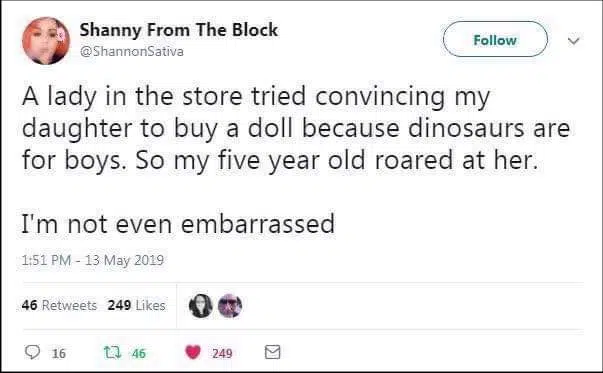 Shanny From The Block
@ShannonSativa
Follow
A lady in the store tried convincing my
daughter to buy a doll because dinosaurs are
for boys. So my five year old roared at her.
I'm not even embarrassed
1:51 PM - 13 May 2019
46 Retweets 249 Likes
16 46 249